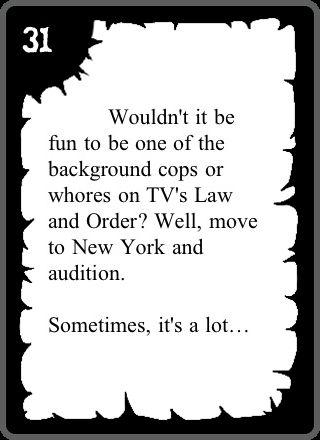 31
Wouldn't it be
fun to be one of the
background cops or
whores on TV's Law
and Order? Well, move
to New York and
audition.
Sometimes, it's a lot…